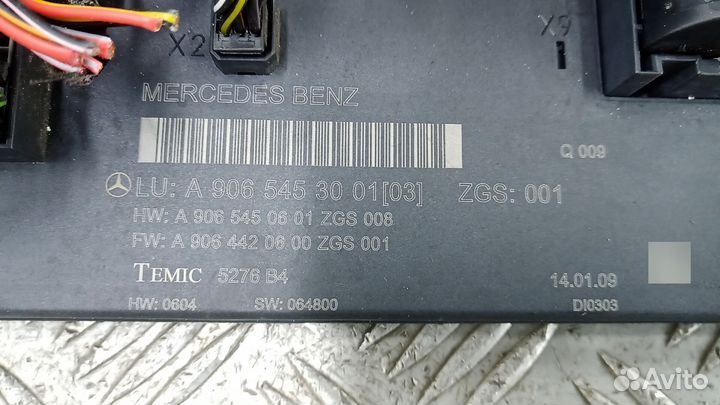 X2
X9
MERCEDES BENZ
Q 009
LU: A 906 545 30 01[03] ZGS: 001
HW: A 906 545 06 01 ZGS 008
FW: A 906 442 06 00 ZGS 001
TEMIC 5276 B4
14.01.09
HW: 0604 SW: 064800
DJ0303
Avito